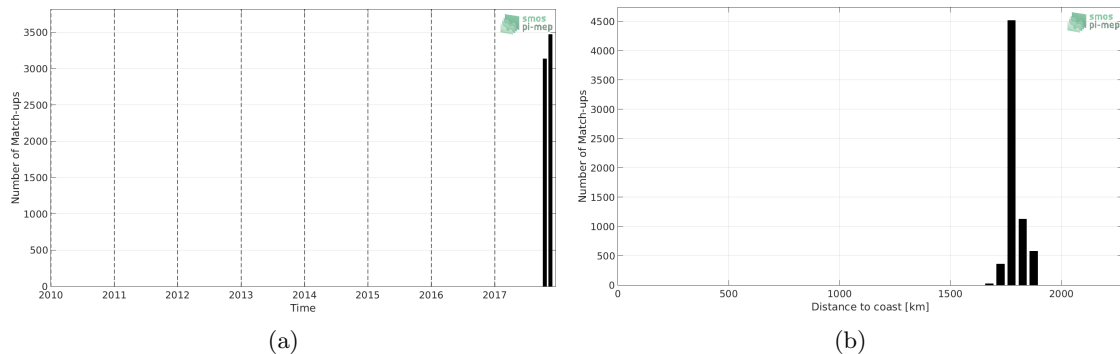 smos
pi-mep
3500
3000
2500
2000
1500
1000
500
0
Number of Match-ups
2010 2011 2012 2013 2014 2015 2016 2017
Time
(a)
smos
pi-mep
4500
4000
3500
3000
2500
2000
1500
1000
500
0
Number of Match-ups
0 500 1000 1500 2000
Distance to coast [km]
(b)